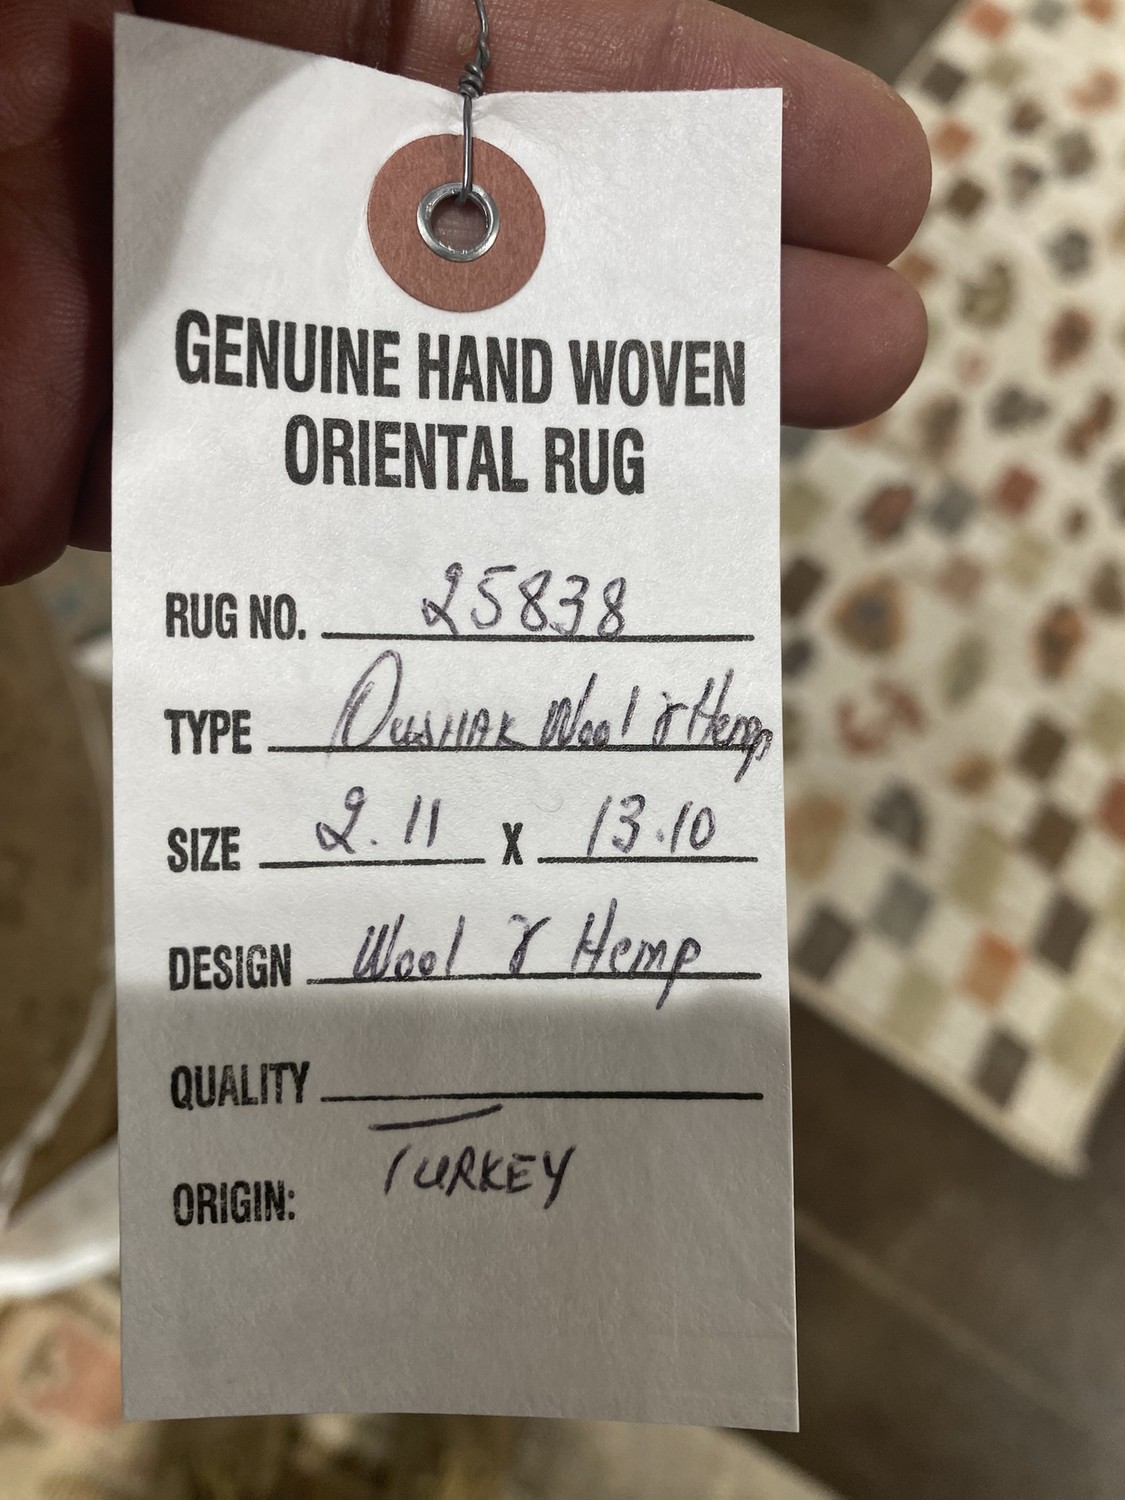 GENUINE HAND WOVEN
ORIENTAL RUG
RUG NO. 25838
TYPE OUSHAK Wool & Hemp
SIZE 2.11 X 13.10
DESIGN Wool & Hemp
QUALITY
ORIGIN: TURKEY